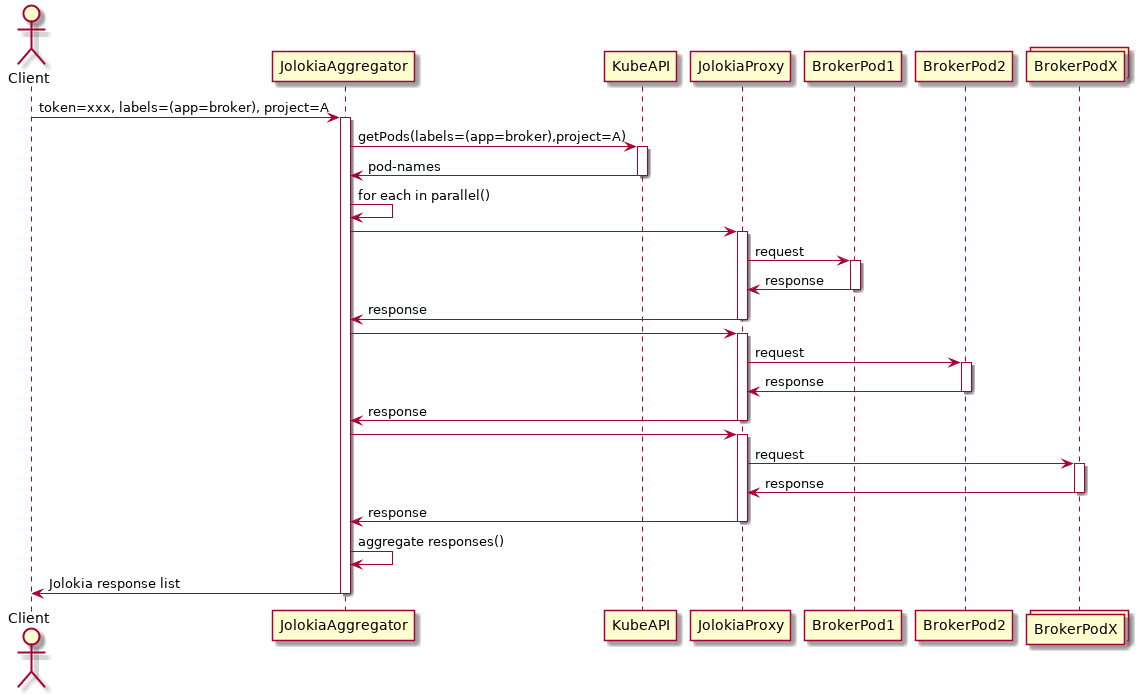 Client
JolokiaAggregator
KubeAPI
JolokiaProxy
BrokerPod1
BrokerPod2
BrokerPodX
token=xxx, labels=(app=broker), project=A
getPods(labels=(app=broker),project=A)
pod-names
for each in parallel()
request
response
response
request
response
response
request
response
response
aggregate responses()
Jolokia response list
Client
JolokiaAggregator
KubeAPI
JolokiaProxy
BrokerPod1
BrokerPod2
BrokerPodX